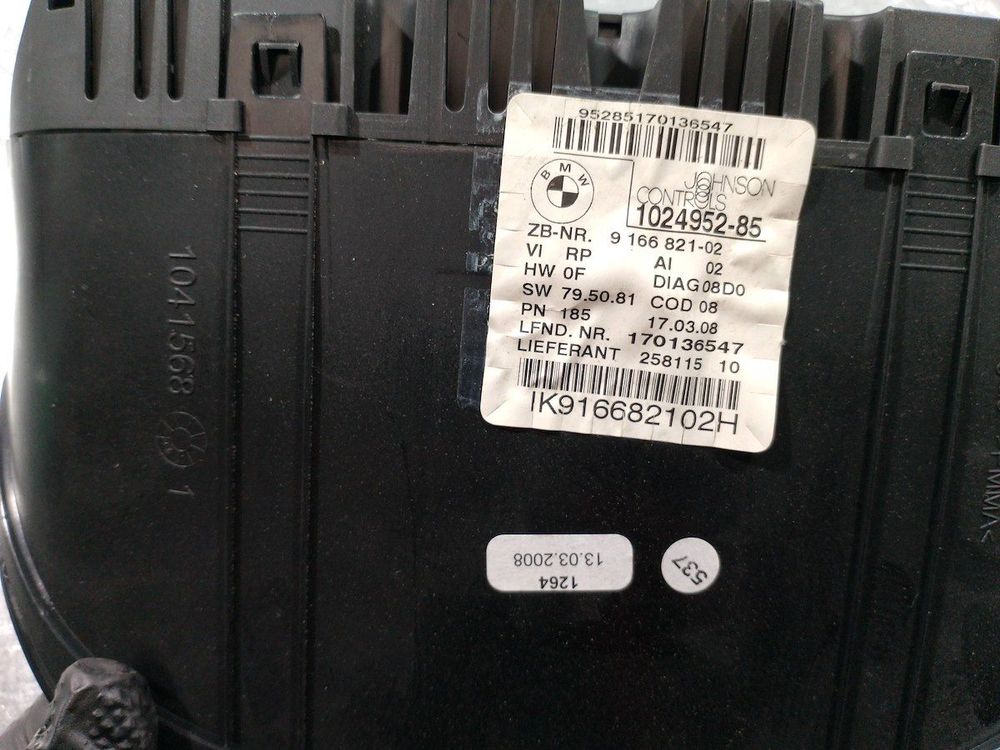 95285170136547
BMW
JOHNSON
CONTROLS
1024952-85
ZB-NR. 9 166 821-02
VI RP AI 02
HW 0F DIAG 08D0
SW 79.50.81 COD 08
PN 185 17.03.08
LFND. NR. 170136547
LIEFERANT 258115 10
IK916682102H
1041568 1
1264
13.03.2008
537
PMMA<